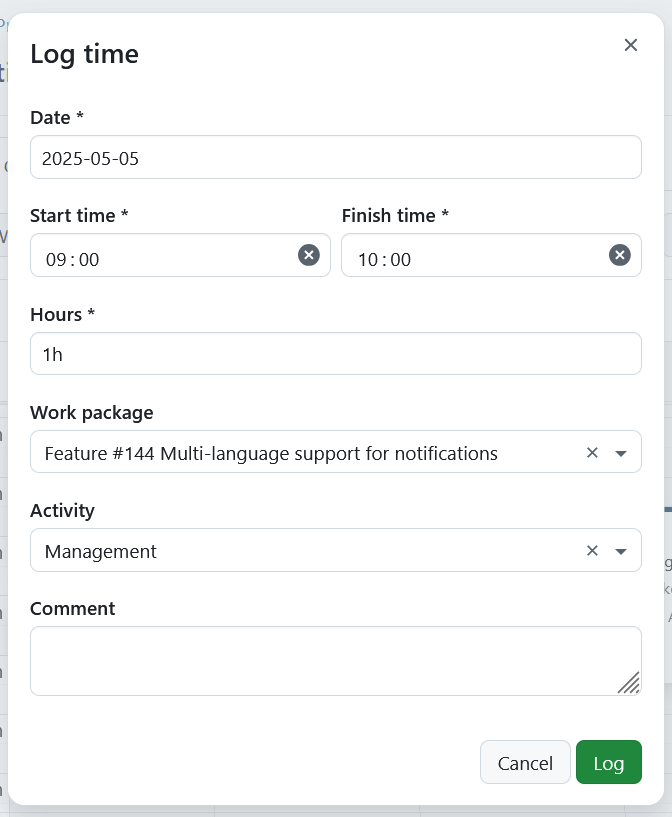 Log time
Date *
2025-05-05
Start time * Finish time *
09:00 10:00
Hours *
1h
Work package
Feature #144 Multi-language support for notifications
Activity
Management
Comment
Cancel Log